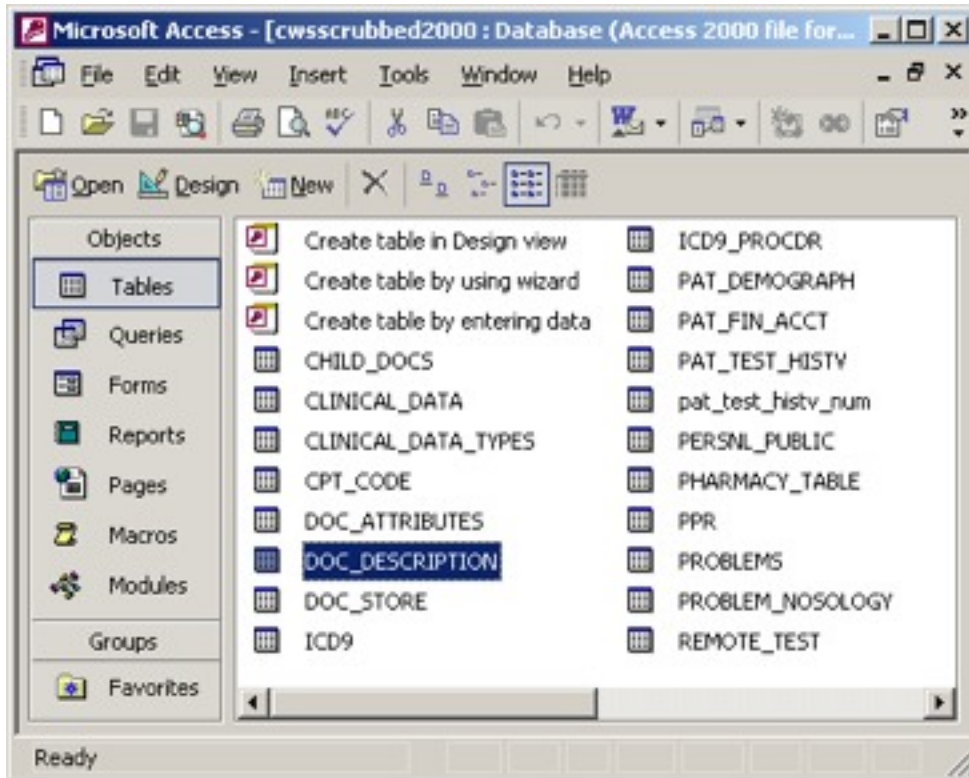 Microsoft Access - [cwsscrubbed2000 : Database (Access 2000 file for...
File Edit View Insert Tools Window Help
ABC
W
Open Design New
Objects
Tables
Queries
Forms
Reports
Pages
Macros
Modules
Groups
Favorites
Create table in Design view
Create table by using wizard
Create table by entering data
CHILD_DOCS
CLINICAL_DATA
CLINICAL_DATA_TYPES
CPT_CODE
DOC_ATTRIBUTES
DOC_DESCRIPTION
DOC_STORE
ICD9
ICD9_PROCDR
PAT_DEMOGRAPH
PAT_FIN_ACCT
PAT_TEST_HISTV
pat_test_histv_num
PERSNL_PUBLIC
PHARMACY_TABLE
PPR
PROBLEMS
PROBLEM_NOSOLOGY
REMOTE_TEST
Ready